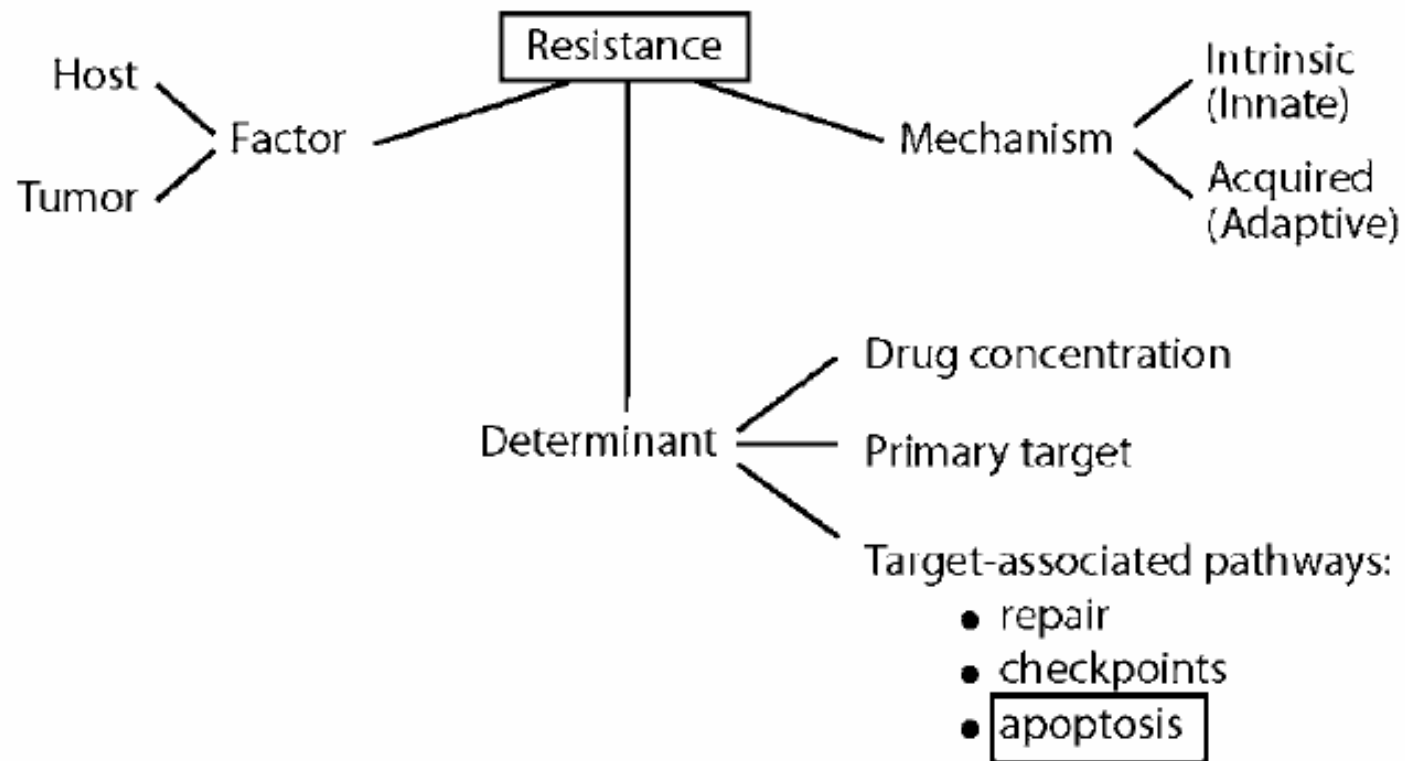 Resistance
Host
Factor
Tumor
Mechanism
Intrinsic
(Innate)
Acquired
(Adaptive)
Determinant
Drug concentration
Primary target
Target-associated pathways:
• repair
• checkpoints
• apoptosis